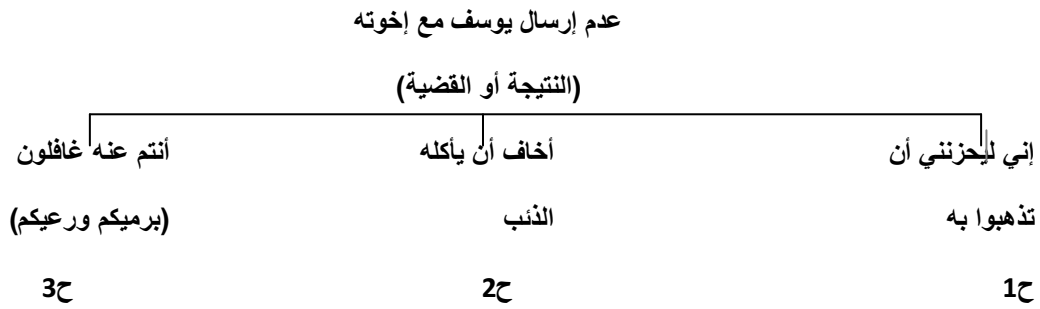 عدم إرسال يوسف مع إخوته
(النتيجة أو القضية)
إني ليحزنني أن
تذهبوا به
ح1
أخاف أن يأكله
الذئب
ح2
أنتم عنه غافلون
(برميكم ورعيكم)
ح3